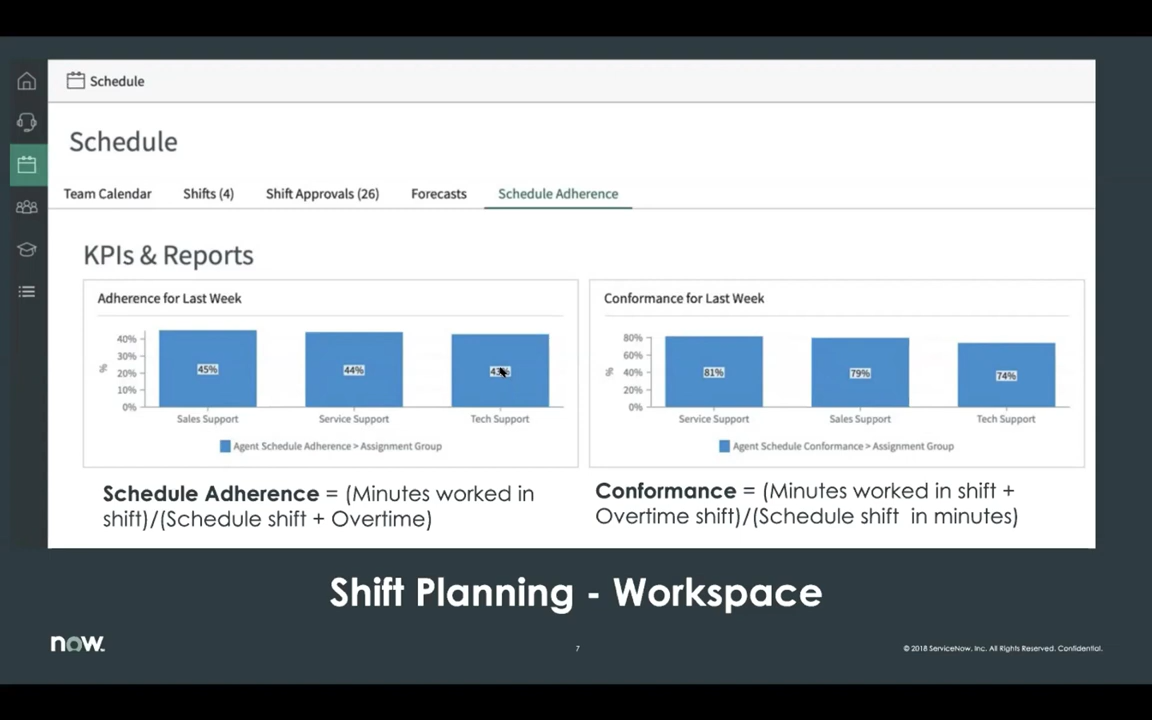 Schedule
Schedule
Team Calendar Shifts (4) Shift Approvals (26) Forecasts Schedule Adherence
KPIs & Reports
Adherence for Last Week
40%
30%
20%
10%
0%
%
45% 44%
Sales Support Service Support Tech Support
Agent Schedule Adherence > Assignment Group
Conformance for Last Week
80%
60%
40%
20%
0%
%
81% 79% 74%
Service Support Sales Support Tech Support
Agent Schedule Conformance > Assignment Group
Schedule Adherence = (Minutes worked in
shift)/(Schedule shift + Overtime)
Conformance = (Minutes worked in shift +
Overtime shift)/(Schedule shift in minutes)
Shift Planning - Workspace
now.
7
© 2018 ServiceNow, Inc. All Rights Reserved. Confidential.